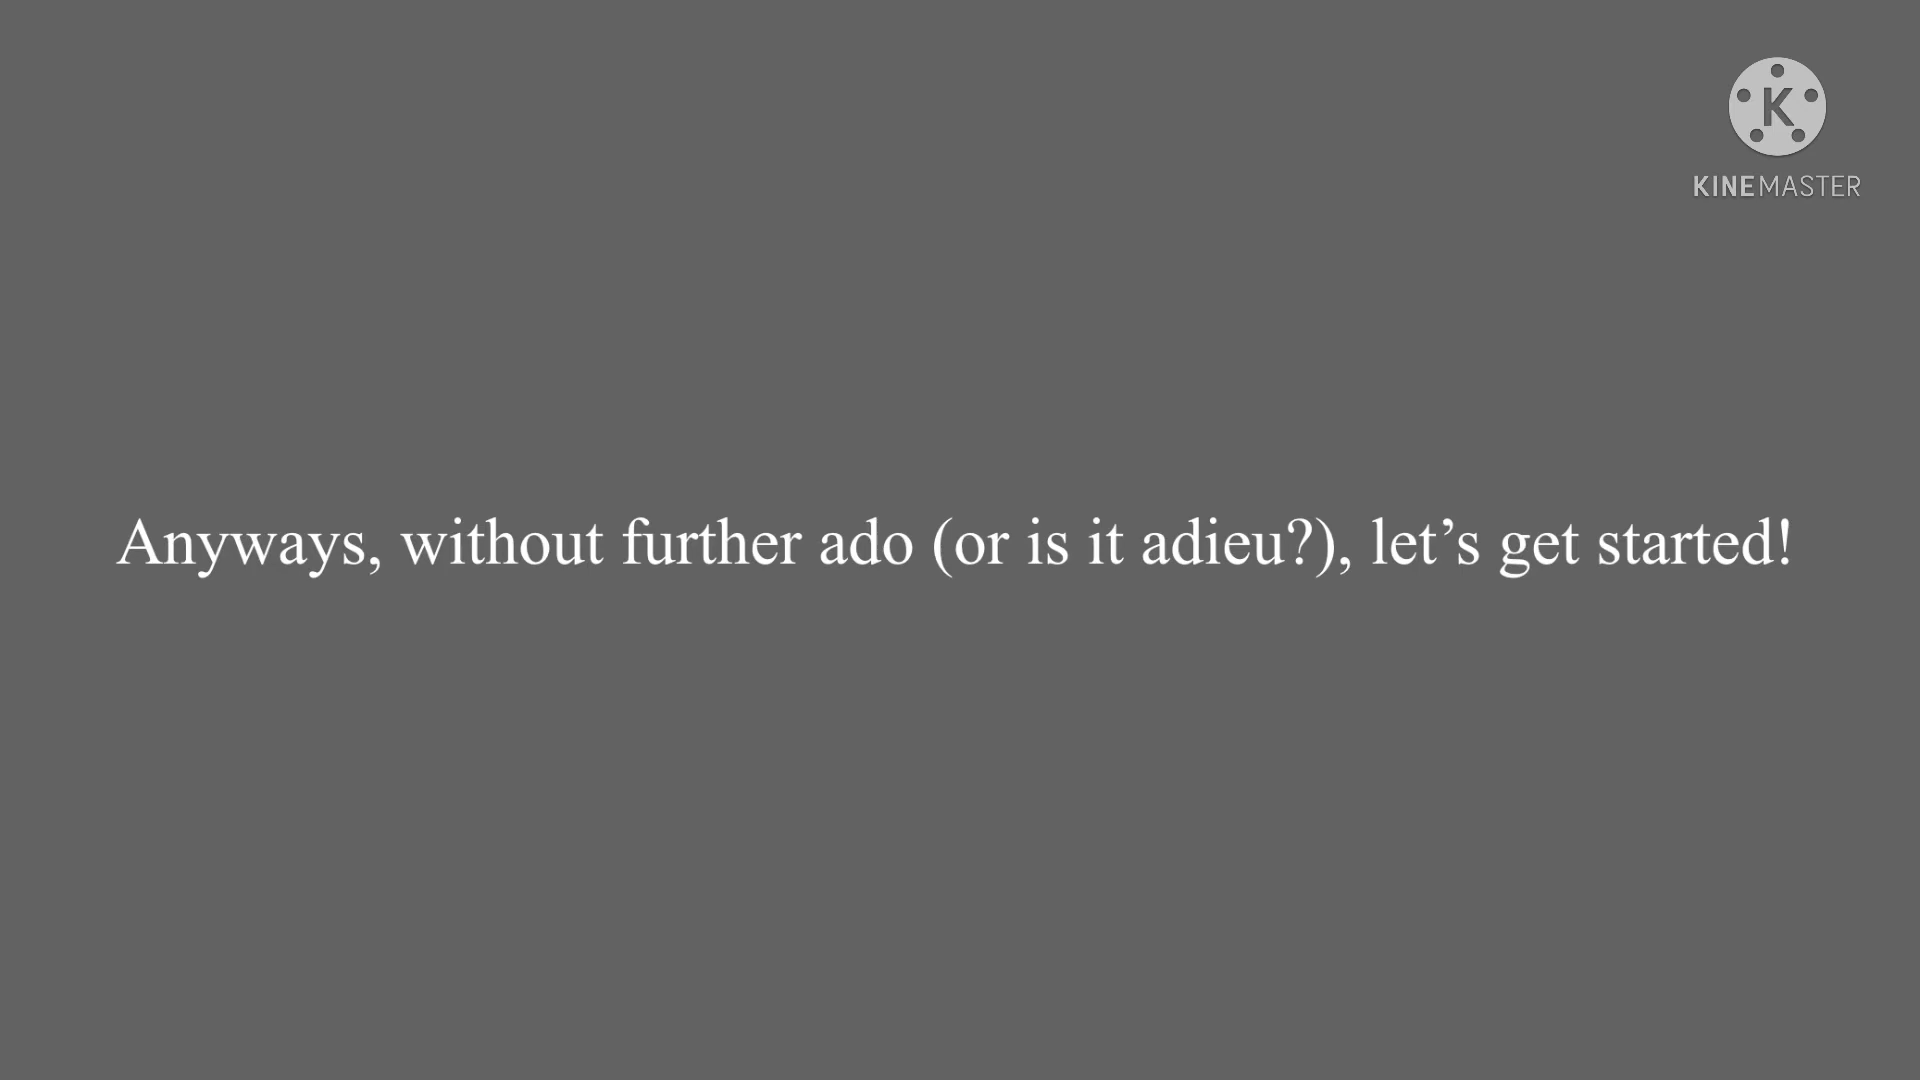 K
KINEMASTER
Anyways, without further ado (or is it adieu?), let’s get started!